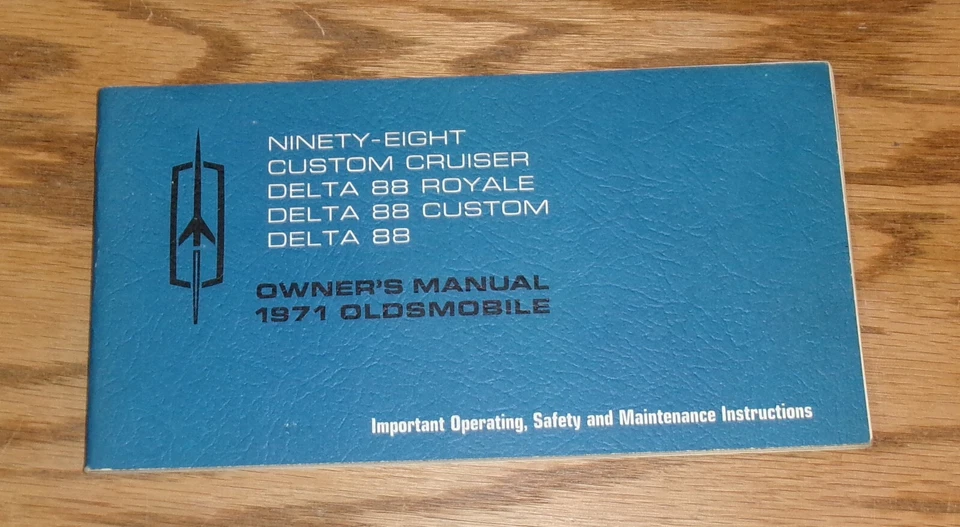 NINETY-EIGHT
CUSTOM CRUISER
DELTA 88 ROYALE
DELTA 88 CUSTOM
DELTA 88
OWNER'S MANUAL
1971 OLDSMOBILE
Important Operating, Safety and Maintenance Instructions